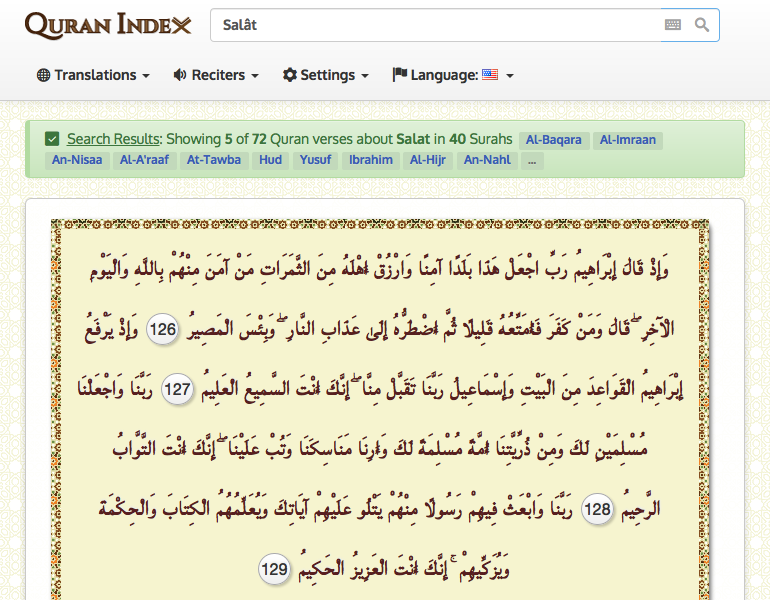 QURAN INDEX
Salât
Translations Reciters Settings Language:
Search Results: Showing 5 of 72 Quran verses about Salat in 40 Surahs Al-Baqara Al-Imraan
An-Nisaa Al-A'raaf At-Tawba Hud Yusuf Ibrahim Al-Hijr An-Nahl ...
وَإِذْ قَالَ إِبْرَاهِيمُ رَبِّ اجْعَلْ هَذَا بَلَدًا آمِنًا وَارْزُقْ أَهْلَهُ مِنَ الثَّمَرَاتِ مَنْ آمَنَ مِنْهُمْ بِاللَّهِ وَالْيَوْمِ
الْآخِرِ ۖ قَالَ وَمَنْ كَفَرَ فَأُمَتِّعُهُ قَلِيلًا ثُمَّ أَضْطَرُّهُ إِلَىٰ عَذَابِ النَّارِ ۖ وَبِئْسَ الْمَصِيرُ 126 وَإِذْ يَرْفَعُ
إِبْرَاهِيمُ الْقَوَاعِدَ مِنَ الْبَيْتِ وَإِسْمَاعِيلُ رَبَّنَا تَقَبَّلْ مِنَّا ۖ إِنَّكَ أَنْتَ السَّمِيعُ الْعَلِيمُ 127 رَبَّنَا وَاجْعَلْنَا
مُسْلِمَيْنِ لَكَ وَمِنْ ذُرِّيَّتِنَا أُمَّةً مُسْلِمَةً لَكَ وَأَرِنَا مَنَاسِكَنَا وَتُبْ عَلَيْنَا ۖ إِنَّكَ أَنْتَ التَّوَّابُ
الرَّحِيمُ 128 رَبَّنَا وَابْعَثْ فِيهِمْ رَسُولًا مِنْهُمْ يَتْلُو عَلَيْهِمْ آيَاتِكَ وَيُعَلِّمُهُمُ الْكِتَابَ وَالْحِكْمَةَ
وَيُزَكِّيهِمْ ۚ إِنَّكَ أَنْتَ الْعَزِيزُ الْحَكِيمُ 129